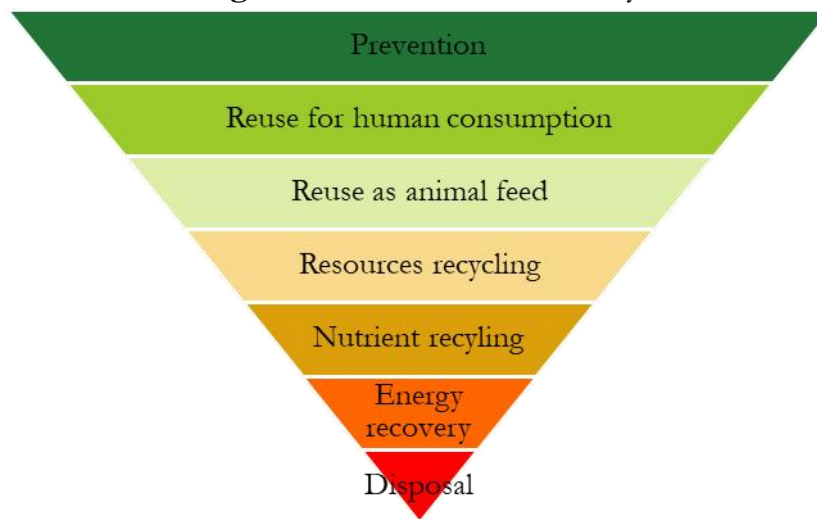 Prevention
Reuse for human consumption
Reuse as animal feed
Resources recycling
Nutrient recyling
Energy
recovery
Disposal